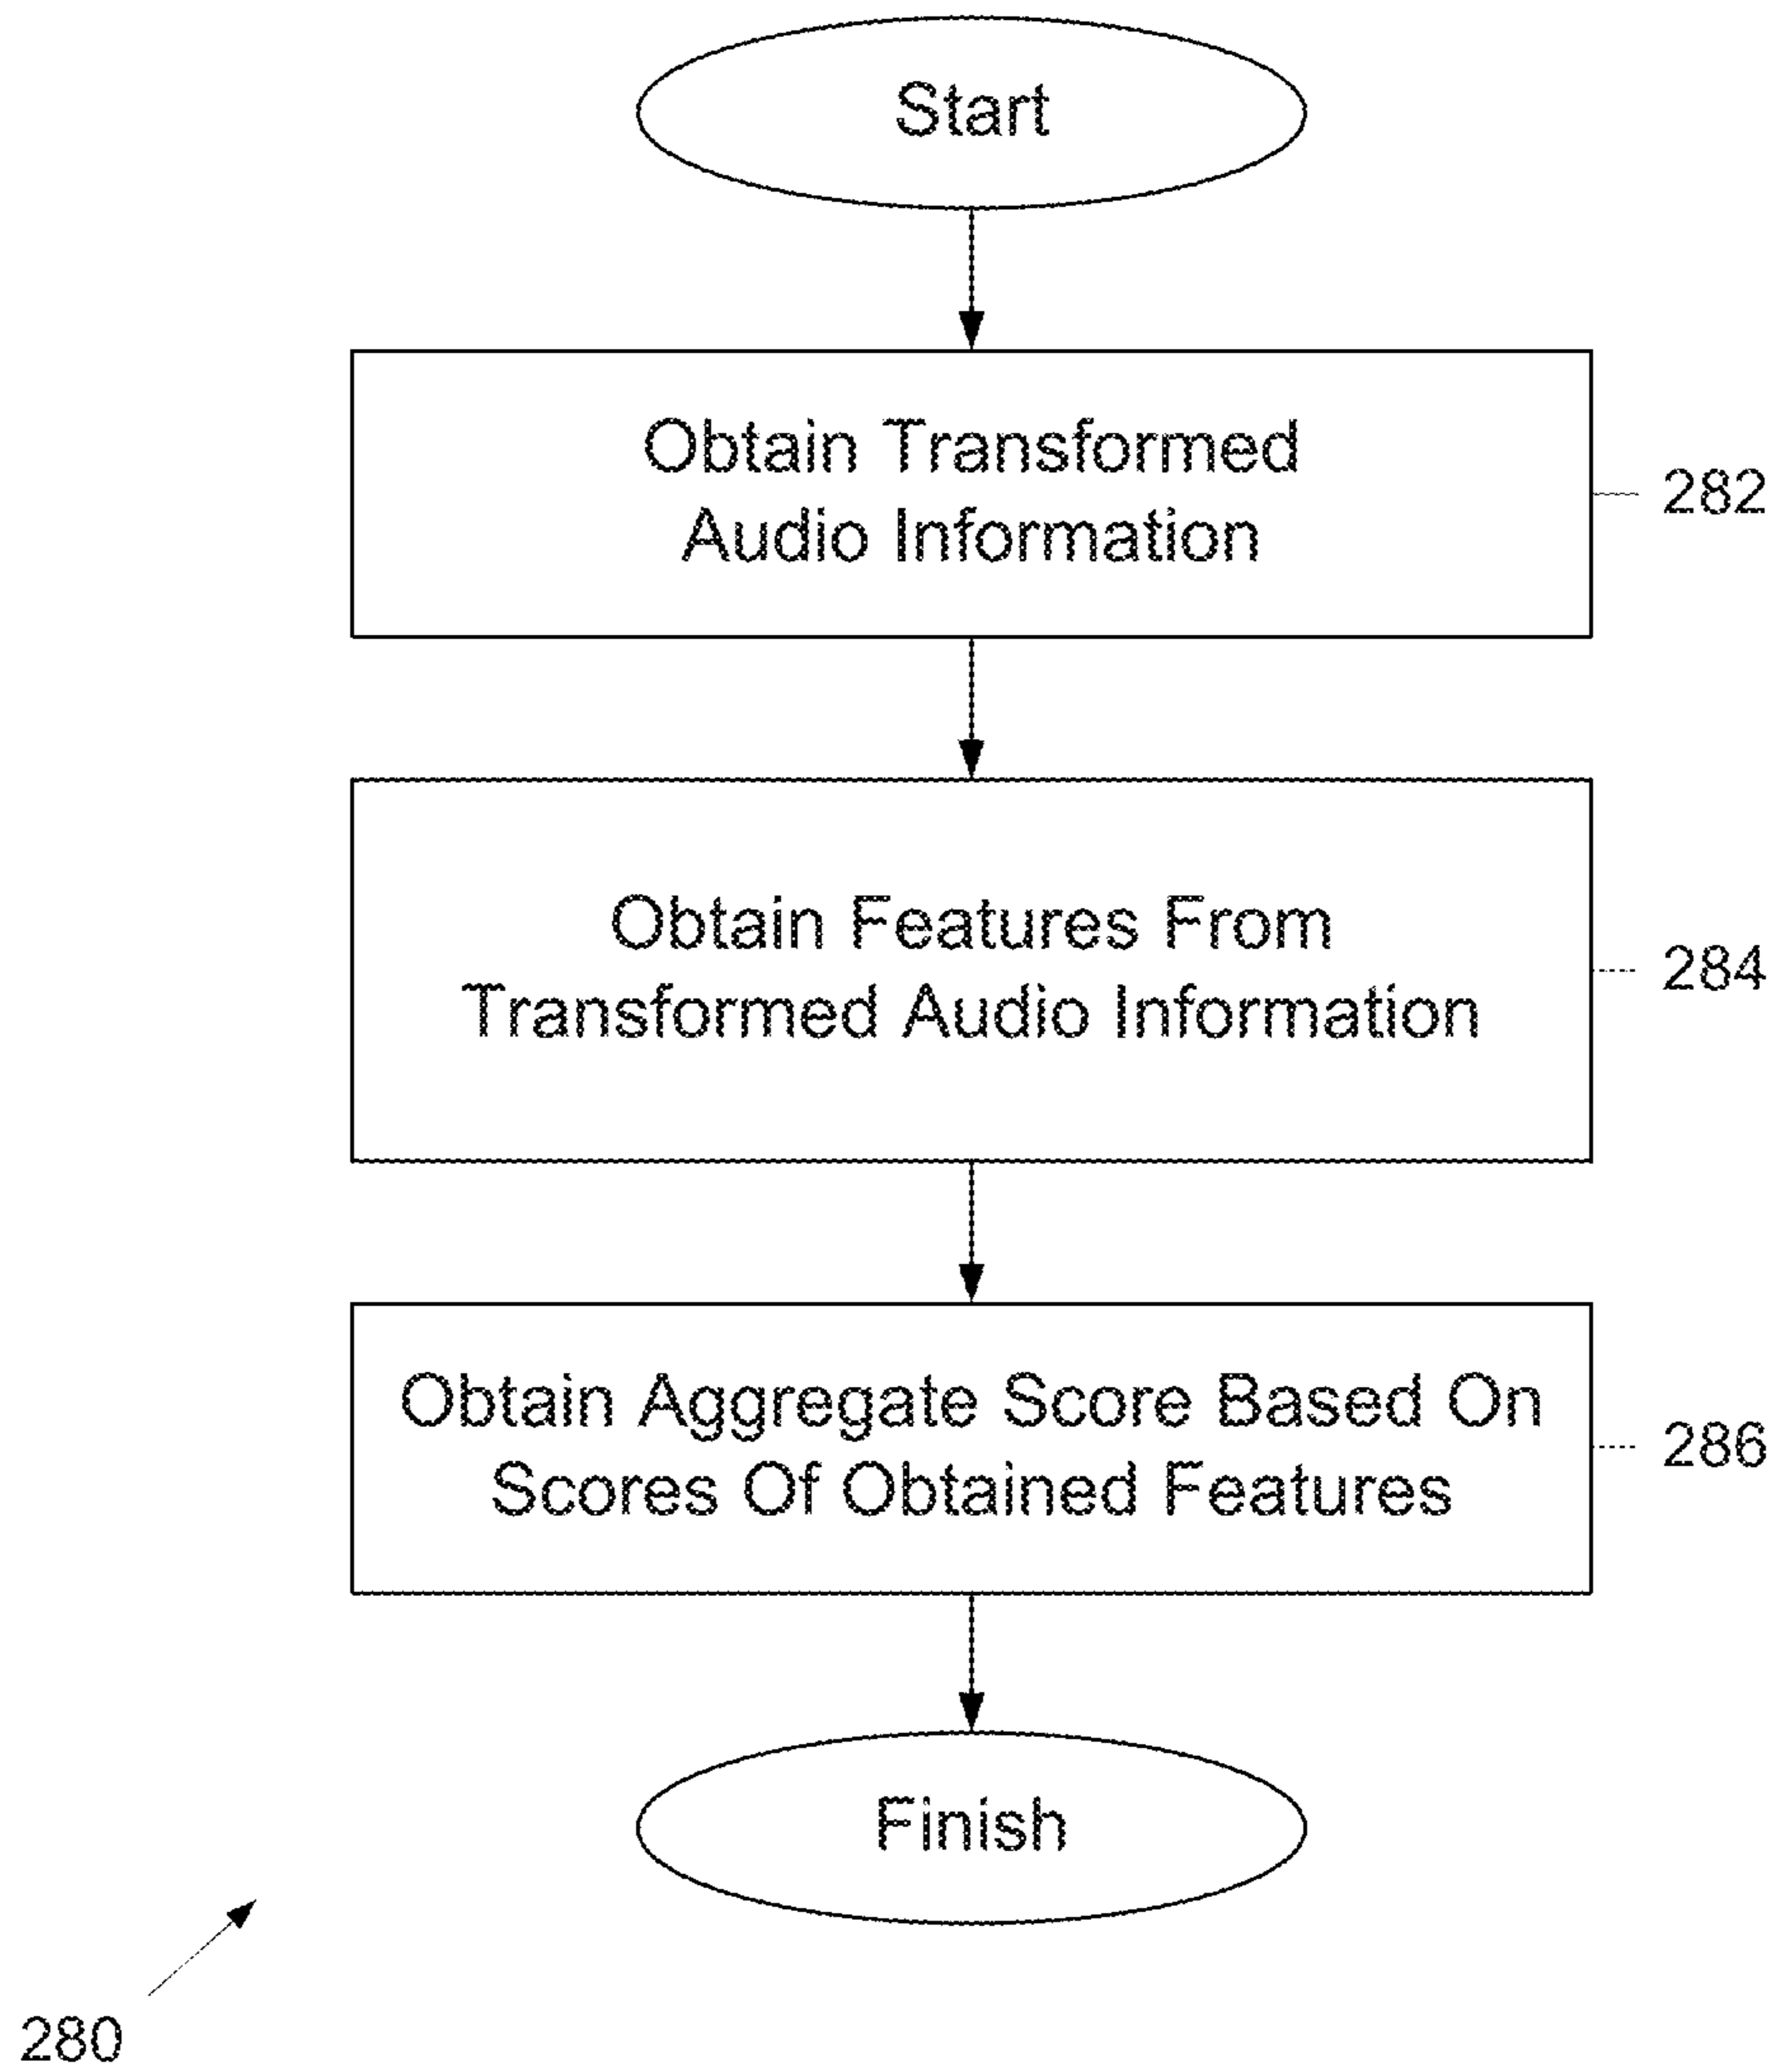 Start
Obtain Transformed
Audio Information
282
Obtain Features From
Transformed Audio Information
284
Obtain Aggregate Score Based On
Scores Of Obtained Features
286
Finish
280